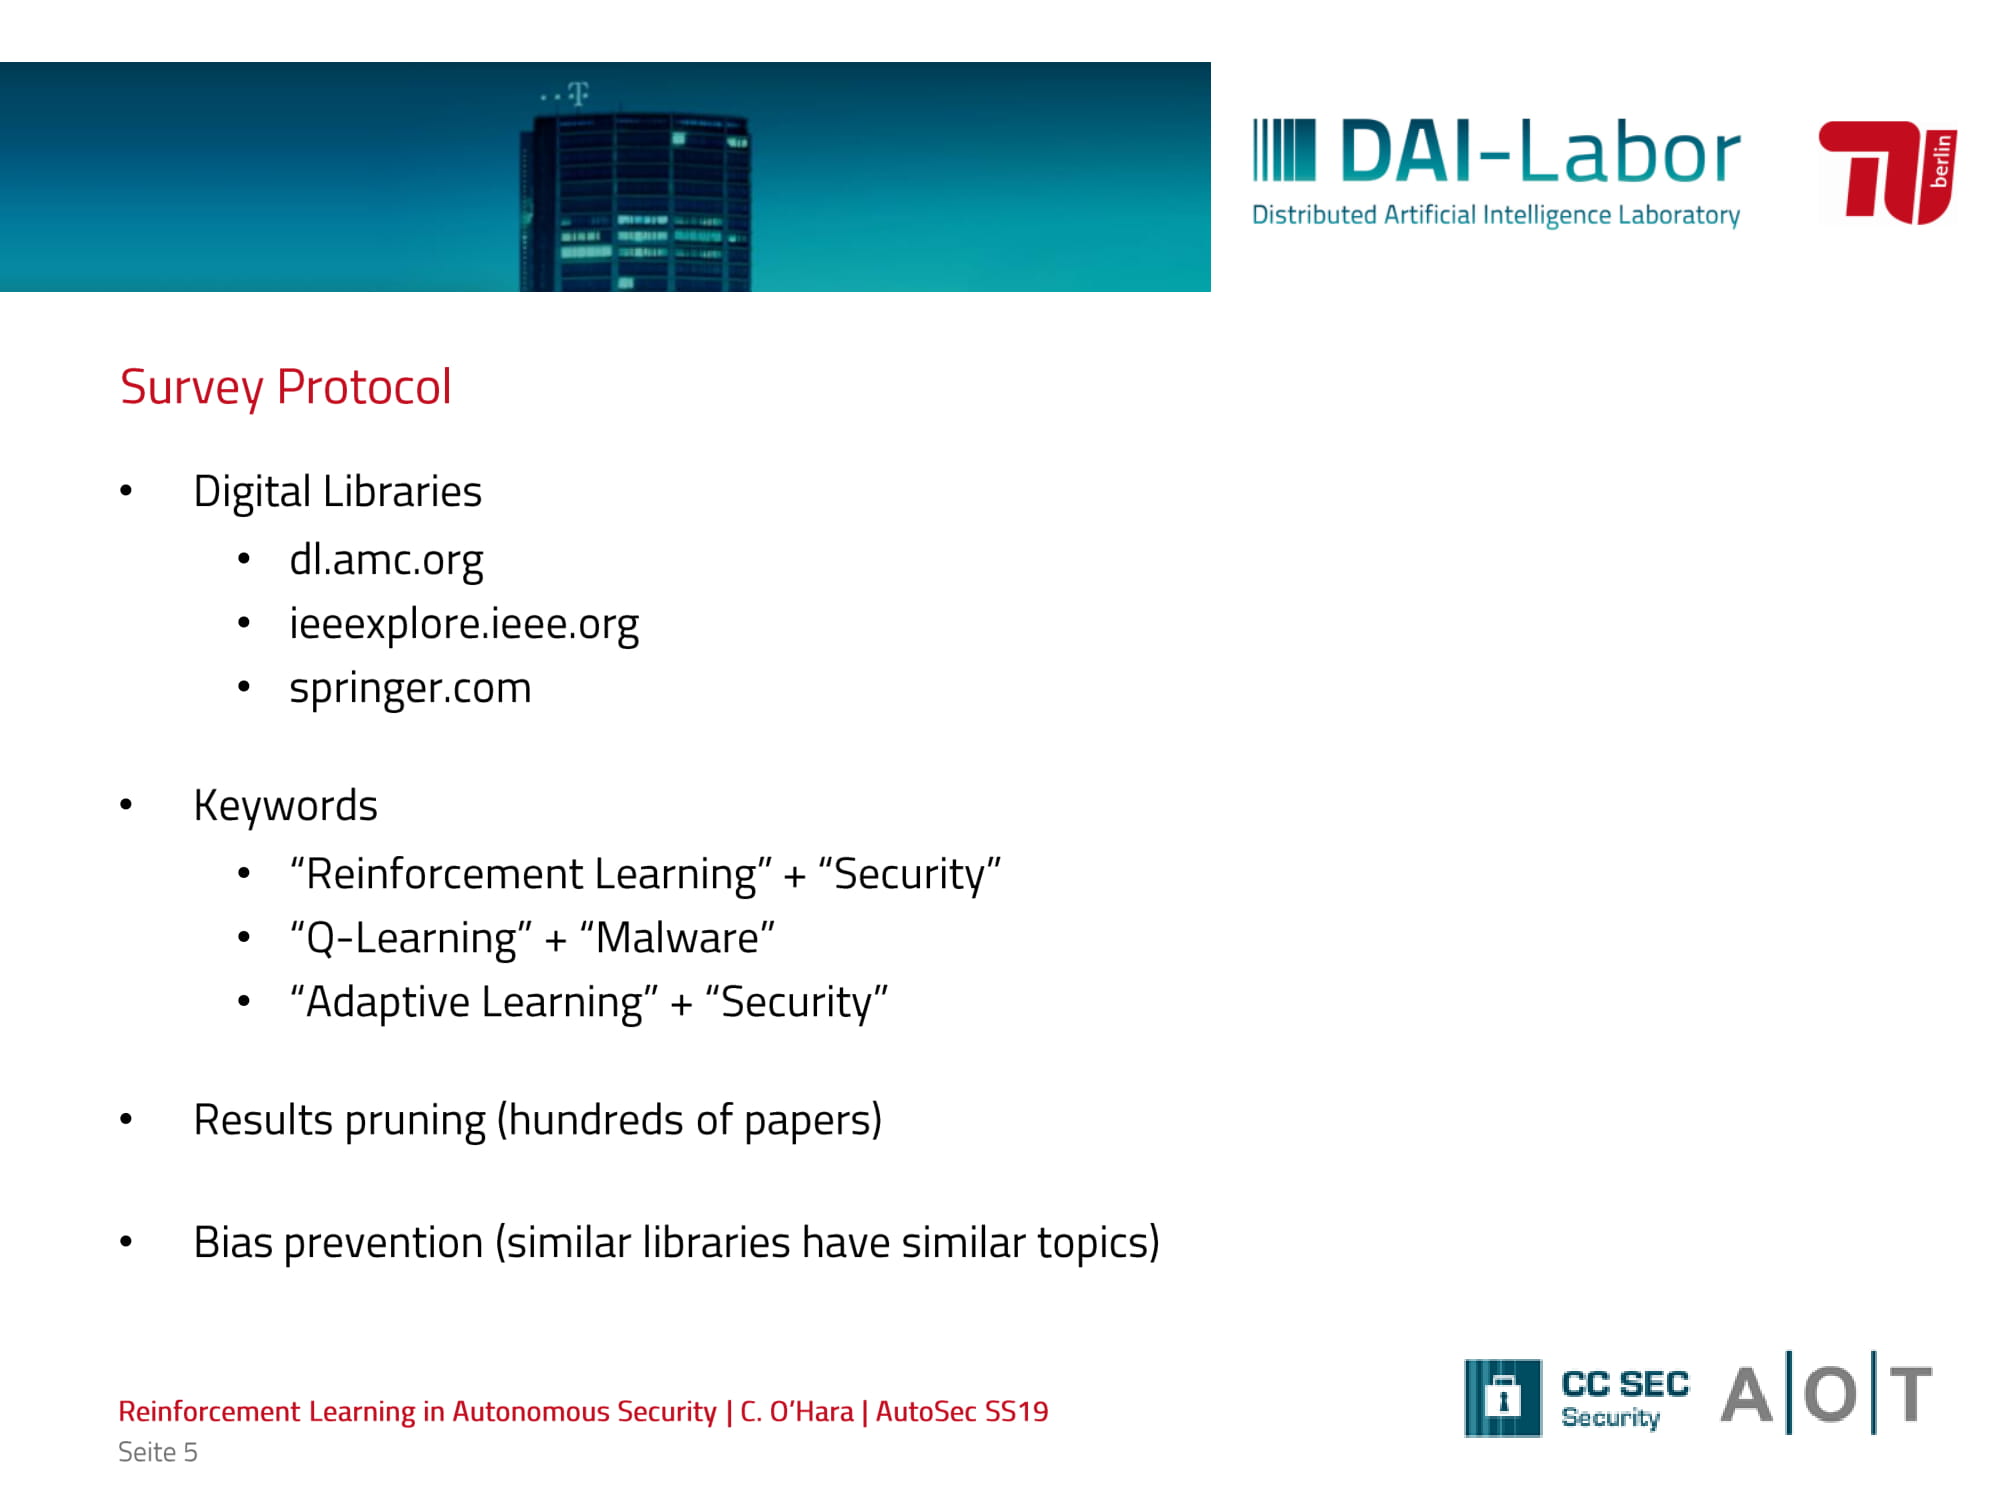 DAI-Labor
Distributed Artificial Intelligence Laboratory
berlin
Survey Protocol
• Digital Libraries
• dl.amc.org
• ieeexplore.ieee.org
• springer.com
• Keywords
• “Reinforcement Learning” + “Security”
• “Q-Learning” + “Malware”
• “Adaptive Learning” + “Security”
• Results pruning (hundreds of papers)
• Bias prevention (similar libraries have similar topics)
Reinforcement Learning in Autonomous Security | C. O’Hara | AutoSec SS19
Seite 5
CC SEC
Security
A|O|T